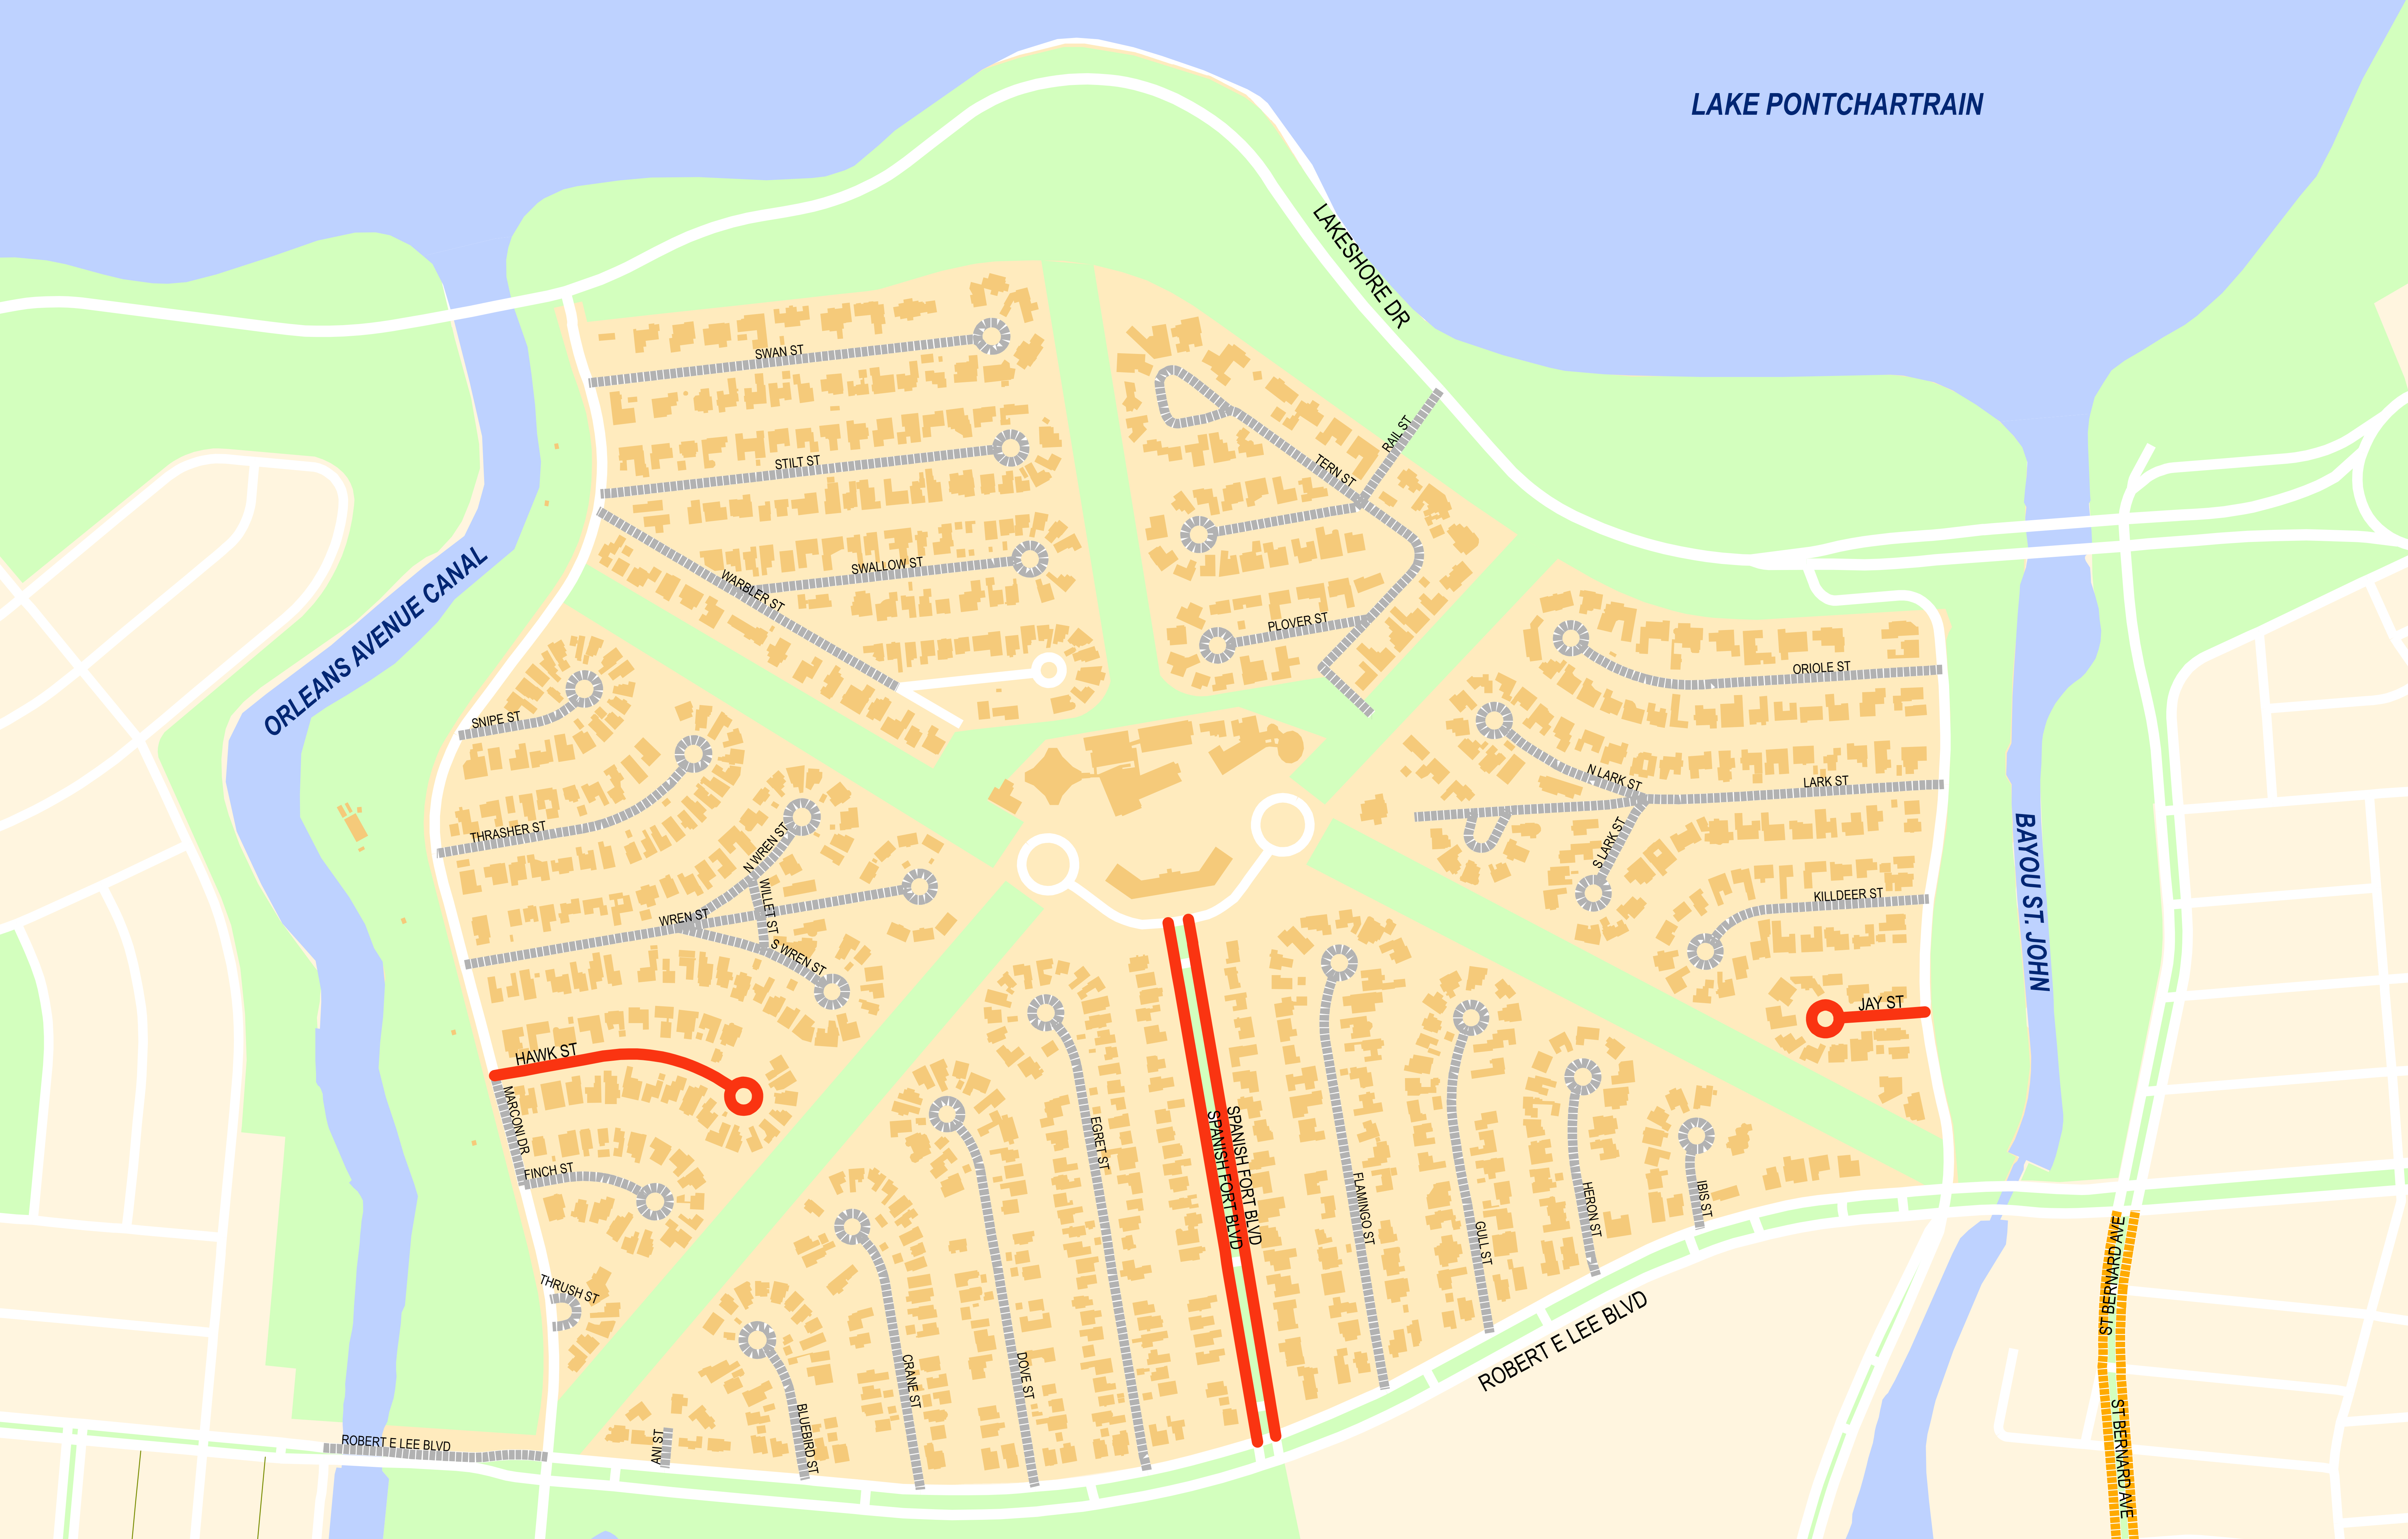 LAKE PONTCHARTRAIN
LAKESHORE DR
SWAN ST
RAIL ST
STILT ST
TERN ST
SWALLOW ST
WARBLER ST
PLOVER ST
ORLEANS AVENUE CANAL
ORIOLE ST
SNIPE ST
N LARK ST
LARK ST
THRASHER ST
N WREN ST
S LARK ST
WILLET ST
WREN ST
KILLDEER ST
S WREN ST
BAYOU ST. JOHN
JAY ST
HAWK ST
MARCONI DR
EGRET ST
SPANISH FORT BLVD
SPANISH FORT BLVD
FINCH ST
FLAMINGO ST
HERON ST
IBIS ST
GULL ST
THRUSH ST
ST BERNARD AVE
ROBERT E LEE BLVD
CRANE ST
DOVE ST
BLUEBIRD ST
ANI ST
ROBERT E LEE BLVD
ST BERNARD AVE